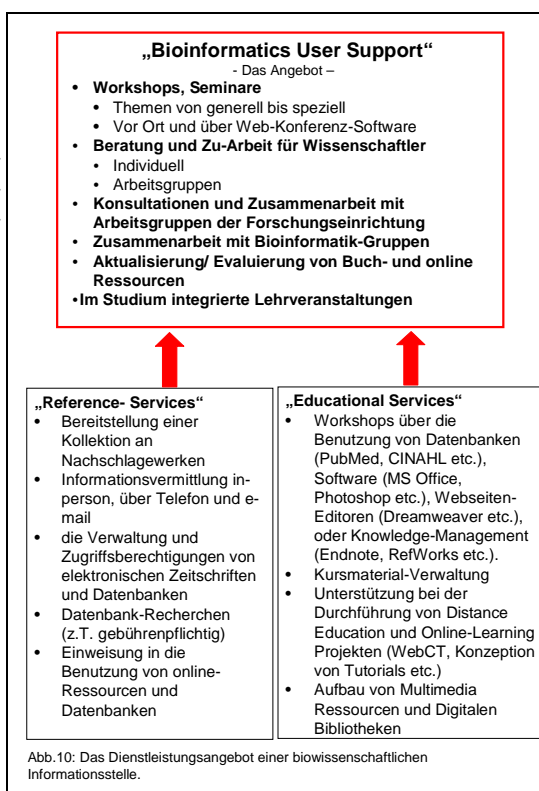 „Bioinformatics User Support“
- Das Angebot –
• Workshops, Seminare
• Themen von generell bis speziell
• Vor Ort und über Web-Konferenz-Software
• Beratung und Zu-Arbeit für Wissenschaftler
• Individuell
• Arbeitsgruppen
• Konsultationen und Zusammenarbeit mit
Arbeitsgruppen der Forschungseinrichtung
• Zusammenarbeit mit Bioinformatik-Gruppen
• Aktualisierung/ Evaluierung von Buch- und online
Ressourcen
•Im Studium integrierte Lehrveranstaltungen
„Reference- Services“
• Bereitstellung einer
Kollektion an
Nachschlagewerken
• Informationsvermittlung in-
person, über Telefon und e-
mail
• die Verwaltung und
Zugriffsberechtigungen von
elektronischen Zeitschriften
und Datenbanken
• Datenbank-Recherchen
(z.T. gebührenpflichtig)
• Einweisung in die
Benutzung von online-
Ressourcen und
Datenbanken
„Educational Services“
• Workshops über die
Benutzung von Datenbanken
(PubMed, CINAHL etc.),
Software (MS Office,
Photoshop etc.), Webseiten-
Editoren (Dreamweaver etc.),
oder Knowledge-Management
(Endnote, RefWorks etc.).
• Kursmaterial-Verwaltung
• Unterstützung bei der
Durchführung von Distance
Education und Online-Learning
Projekten (WebCT, Konzeption
von Tutorials etc.)
• Aufbau von Multimedia
Ressourcen und Digitalen
Bibliotheken
Abb.10: Das Dienstleistungsangebot einer biowissenschaftlichen
Informationsstelle.